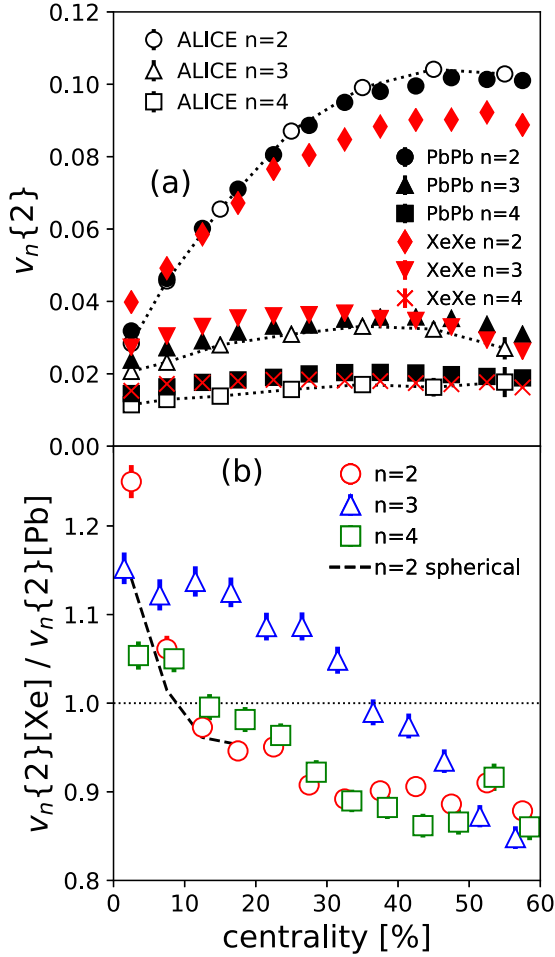 0.12
ALICE n=2
ALICE n=3
ALICE n=4
0.10
0.08
(a)
PbPb n=2
PbPb n=3
PbPb n=4
XeXe n=2
XeXe n=3
XeXe n=4
v_n{2}
0.06
0.04
0.02
0.00
(b)
n=2
n=3
n=4
n=2 spherical
1.2
1.1
1.0
0.9
0.8
v_n{2}[Xe] / v_n{2}[Pb]
0 10 20 30 40 50 60
centrality [%]